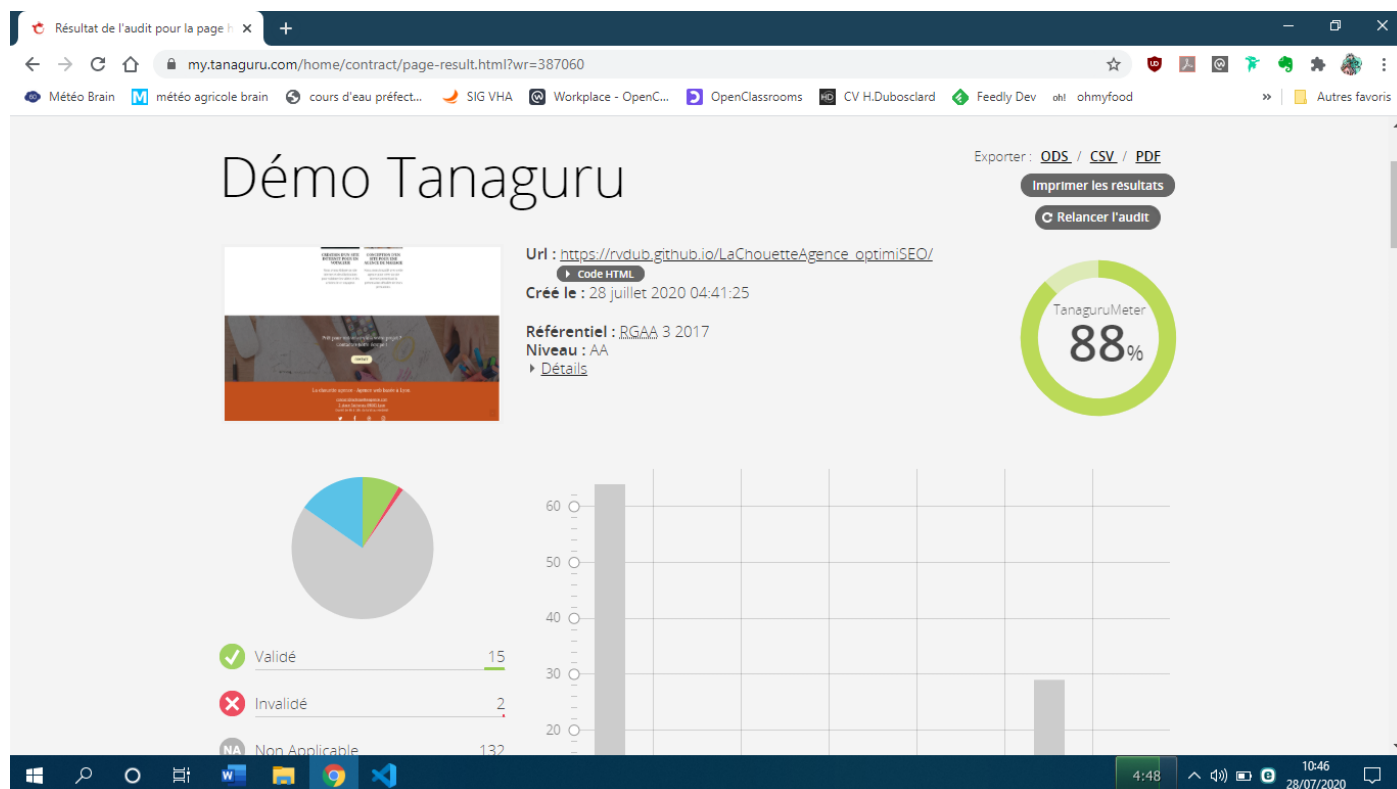 Résultat de l'audit pour la page h
my.tanaguru.com/home/contract/page-result.html?wr=387060
Météo Brain
météo agricole brain
cours d'eau préfect...
SIG VHA
Workplace - OpenC...
OpenClassrooms
CV H.Dubosclard
Feedly Dev
oh! ohmyfood
»
Autres favoris
Démo Tanaguru
Exporter : ODS / CSV / PDF
Imprimer les résultats
Relancer l'audit
Url : https://rvdub.github.io/LaChouetteAgence_optimiSEO/
Code HTML
Créé le : 28 juillet 2020 04:41:25
Référentiel : RGAA 3 2017
Niveau : AA
Détails
TanaguruMeter
88%
60
50
40
30
20
Validé 15
Invalidé 2
NA Non Applicable 132
4:48
10:46
28/07/2020